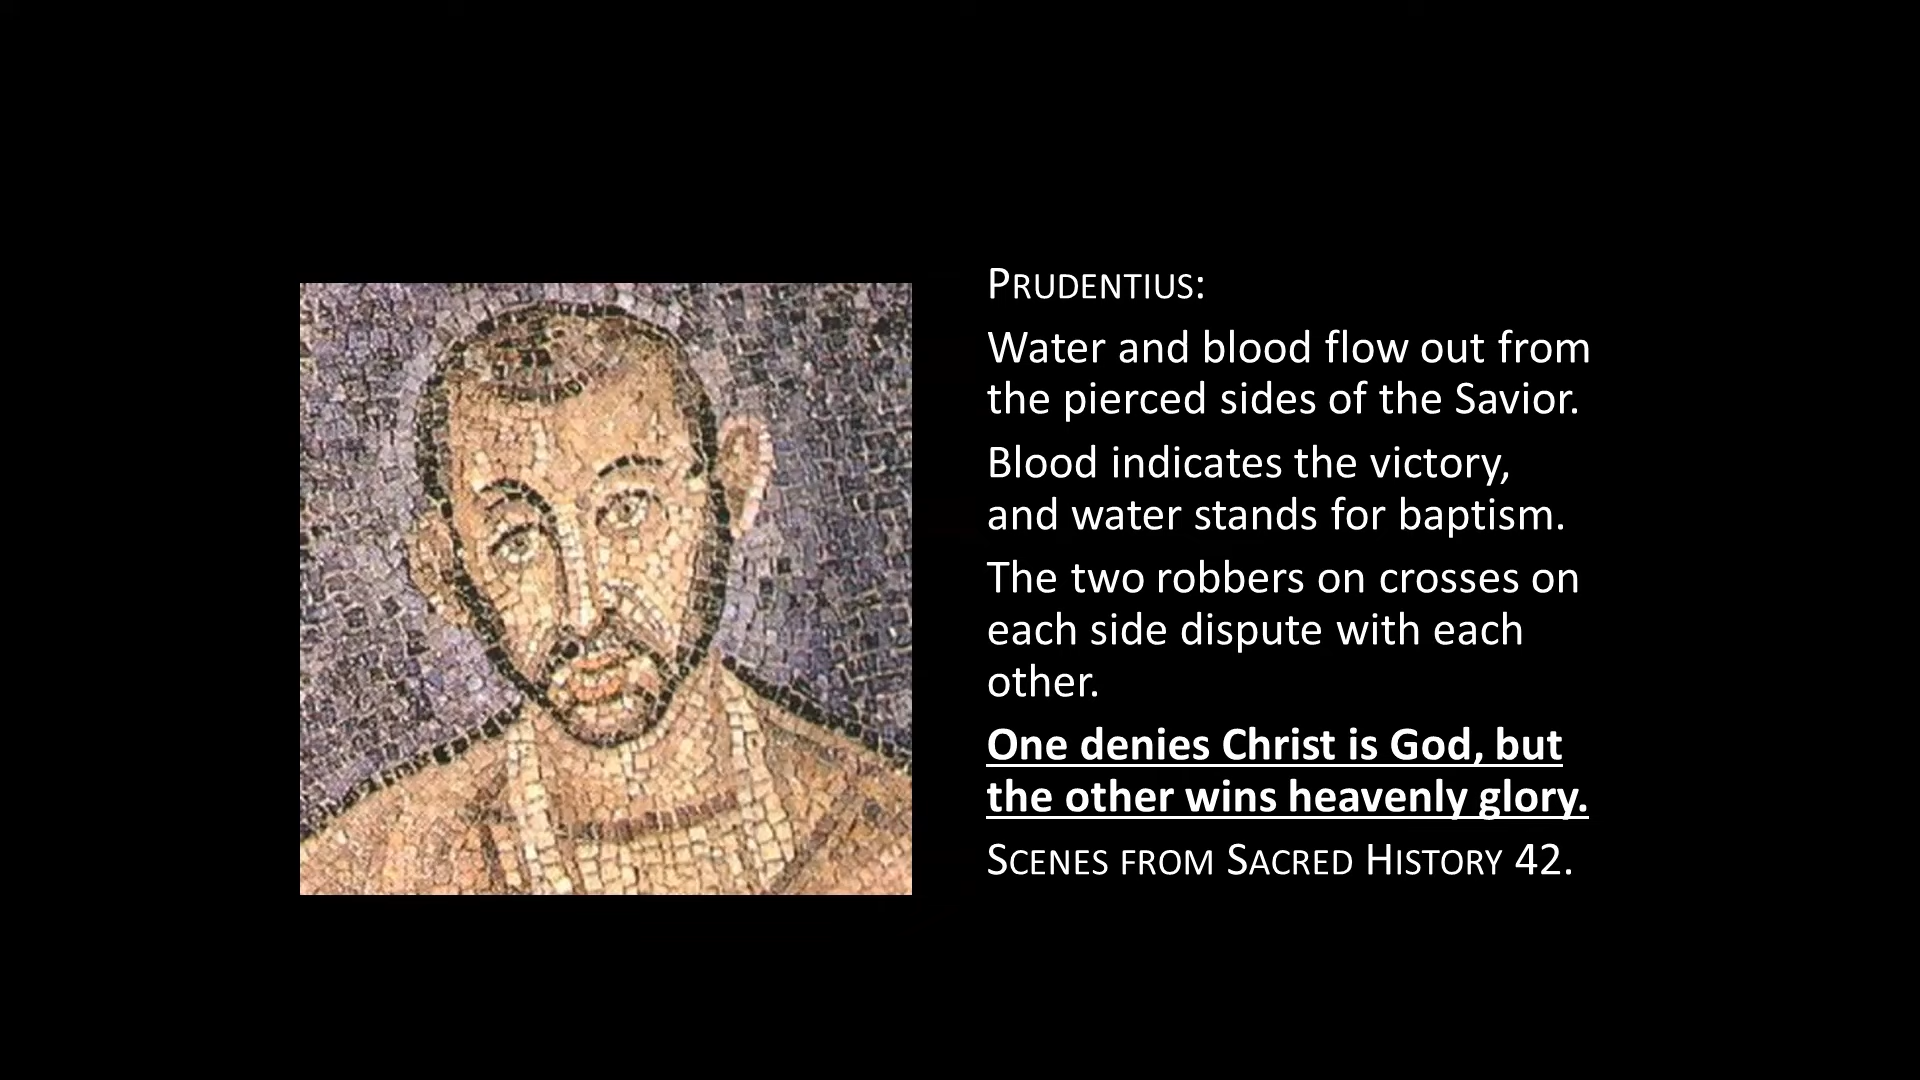 PRUDENTIUS:
Water and blood flow out from
the pierced sides of the Savior.
Blood indicates the victory,
and water stands for baptism.
The two robbers on crosses on
each side dispute with each
other.
One denies Christ is God, but
the other wins heavenly glory.
SCENES FROM SACRED HISTORY 42.